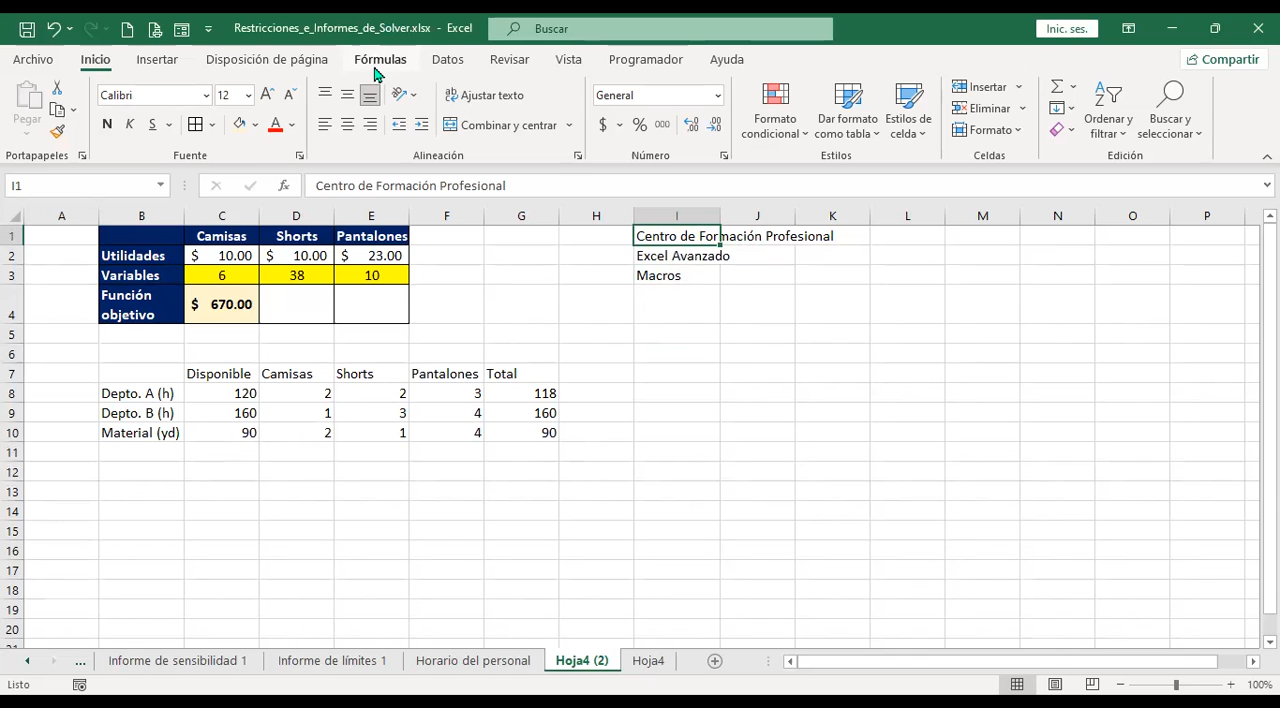 Restricciones_e_Informes_de_Solver.xlsx - Excel
Buscar
Inic. ses.
Archivo Inicio Insertar Disposición de página Fórmulas Datos Revisar Vista Programador Ayuda Compartir
Pegar
Portapapeles
Calibri 12
N K S
Fuente
Ajustar texto
Combinar y centrar
Alineación
General
$ % 000
Número
Formato condicional
Dar formato como tabla
Estilos de celda
Estilos
Insertar
Eliminar
Formato
Celdas
Ordenar y filtrar
Buscar y seleccionar
Edición
I1 fx Centro de Formación Profesional
A B C D E F G H I J K L M N O P
1 Camisas Shorts Pantalones Centro de Formación Profesional
2 Utilidades $ 10.00 $ 10.00 $ 23.00 Excel Avanzado
3 Variables 6 38 10 Macros
4 Función objetivo $ 670.00
5
6
7 Disponible Camisas Shorts Pantalones Total
8 Depto. A (h) 120 2 2 3 118
9 Depto. B (h) 160 1 3 4 160
10 Material (yd) 90 2 1 4 90
11
12
13
14
15
16
17
18
19
20
... Informe de sensibilidad 1 Informe de límites 1 Horario del personal Hoja4 (2) Hoja4
Listo 100%